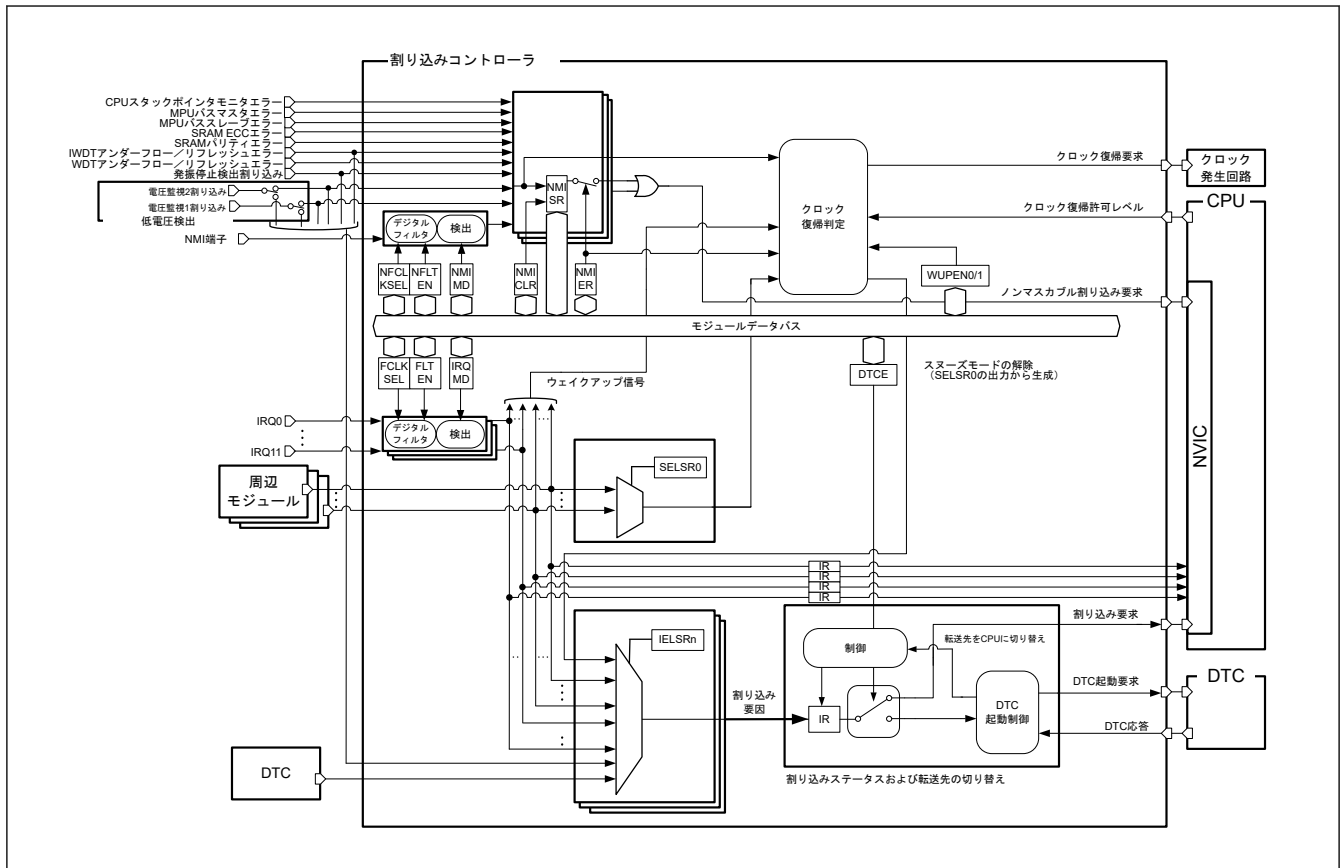 割り込みコントローラ
CPUスタックポインタモニタエラー
MPUバスマスタエラー
MPUバススレーブエラー
SRAM ECCエラー
SRAMパリティエラー
IWDTアンダーフロー／リフレッシュエラー
WDTアンダーフロー／リフレッシュエラー
発振停止検出割り込み
電圧監視2割り込み
電圧監視1割り込み
低電圧検出
NMI端子
デジタル
フィルタ
検出
NMI
SR
クロック
復帰判定
クロック復帰要求
クロック
発生回路
クロック復帰許可レベル
CPU
NFCL
KSEL
NFLT
EN
NMI
MD
NMI
CLR
NMI
ER
WUPEN0/1
ノンマスカブル割り込み要求
モジュールデータバス
FCLK
SEL
FLT
EN
IRQ
MD
ウェイクアップ信号
DTCE
スヌーズモードの解除
（SELSR0の出力から生成）
NVIC
IRQ0
IRQ11
デジタル
フィルタ
検出
周辺
モジュール
SELSR0
IR
IR
IR
IR
IELSRn
割り込み
要因
制御
転送先をCPUに切り替え
割り込み要求
IR
DTC
起動制御
DTC起動要求
DTC応答
DTC
DTC
割り込みステータスおよび転送先の切り替え